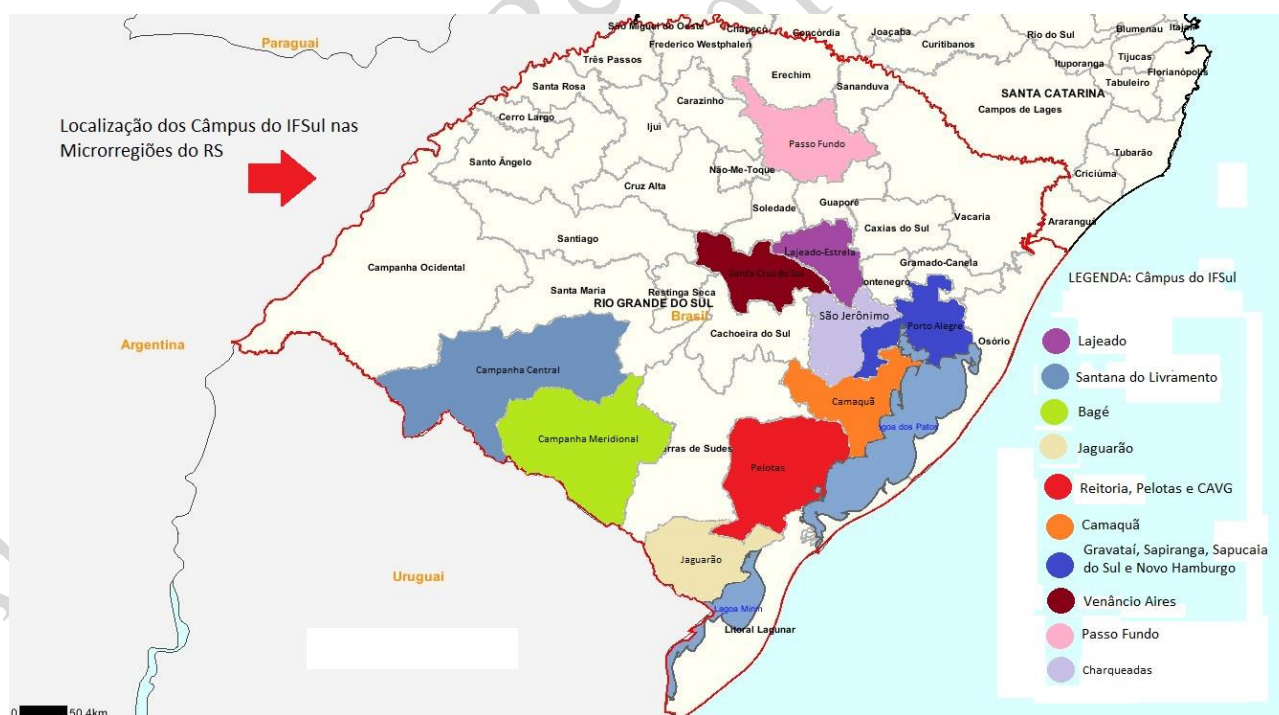 Paraguai
São Miguel do Oeste
Chapecó
Concórdia
Joaçaba
Curitibanos
Rio do Sul
Blumenau
Itajaí
Frederico Westphalen
Três Passos
Erechim
Ituporanga
Tijucas
Florianópolis
Tabuleiro
Santa Rosa
Carazinho
Sananduva
SANTA CATARINA
Campos de Lages
Cerro Largo
Ijui
Localização dos Câmpus do IFSul nas
Microrregiões do RS
Passo Fundo
Tubarão
Santo Ângelo
Não-Me-Toque
Criciúma
Cruz Alta
Soledade
Guaporé
Vacaria
Araranguá
Caxias do Sul
Santiago
Lajeado-Estrela
Campanha Ocidental
Gramado-Canela
Santa Cruz do Sul
ontenegro
LEGENDA: Câmpus do IFSul
Santa Maria
Restinga Seca
RIO GRANDE DO SUL
Brasil
São Jerônimo
Porto Alegre
Cachoeira do Sul
Osório
Argentina
Lajeado
Campanha Central
Santana do Livramento
Camaquã
Bagé
goa dos Patos
Campanha Meridional
rras de Sudes
Jaguarão
Pelotas
Reitoria, Pelotas e CAVG
Camaquã
Gravataí, Sapiranga, Sapucaia
do Sul e Novo Hamburgo
Jaguarão
Uruguai
Venâncio Aires
Lagoa Mirin
Litoral Lagunar
Passo Fundo
Charqueadas
0 50.4km